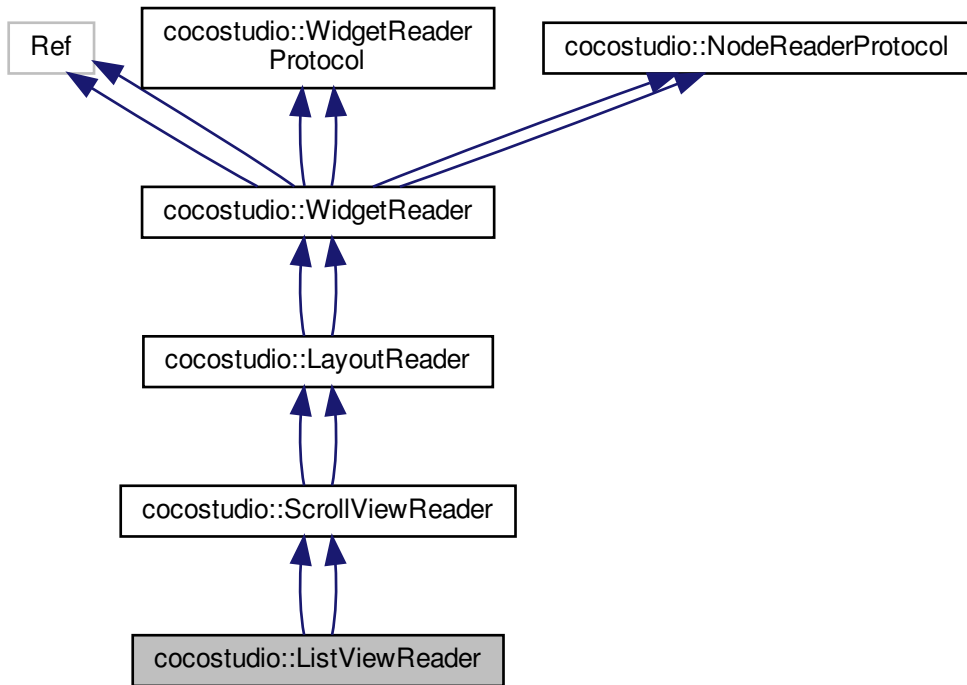 Ref
cocostudio::WidgetReader
Protocol
cocostudio::NodeReaderProtocol
cocostudio::WidgetReader
cocostudio::LayoutReader
cocostudio::ScrollViewReader
cocostudio::ListViewReader